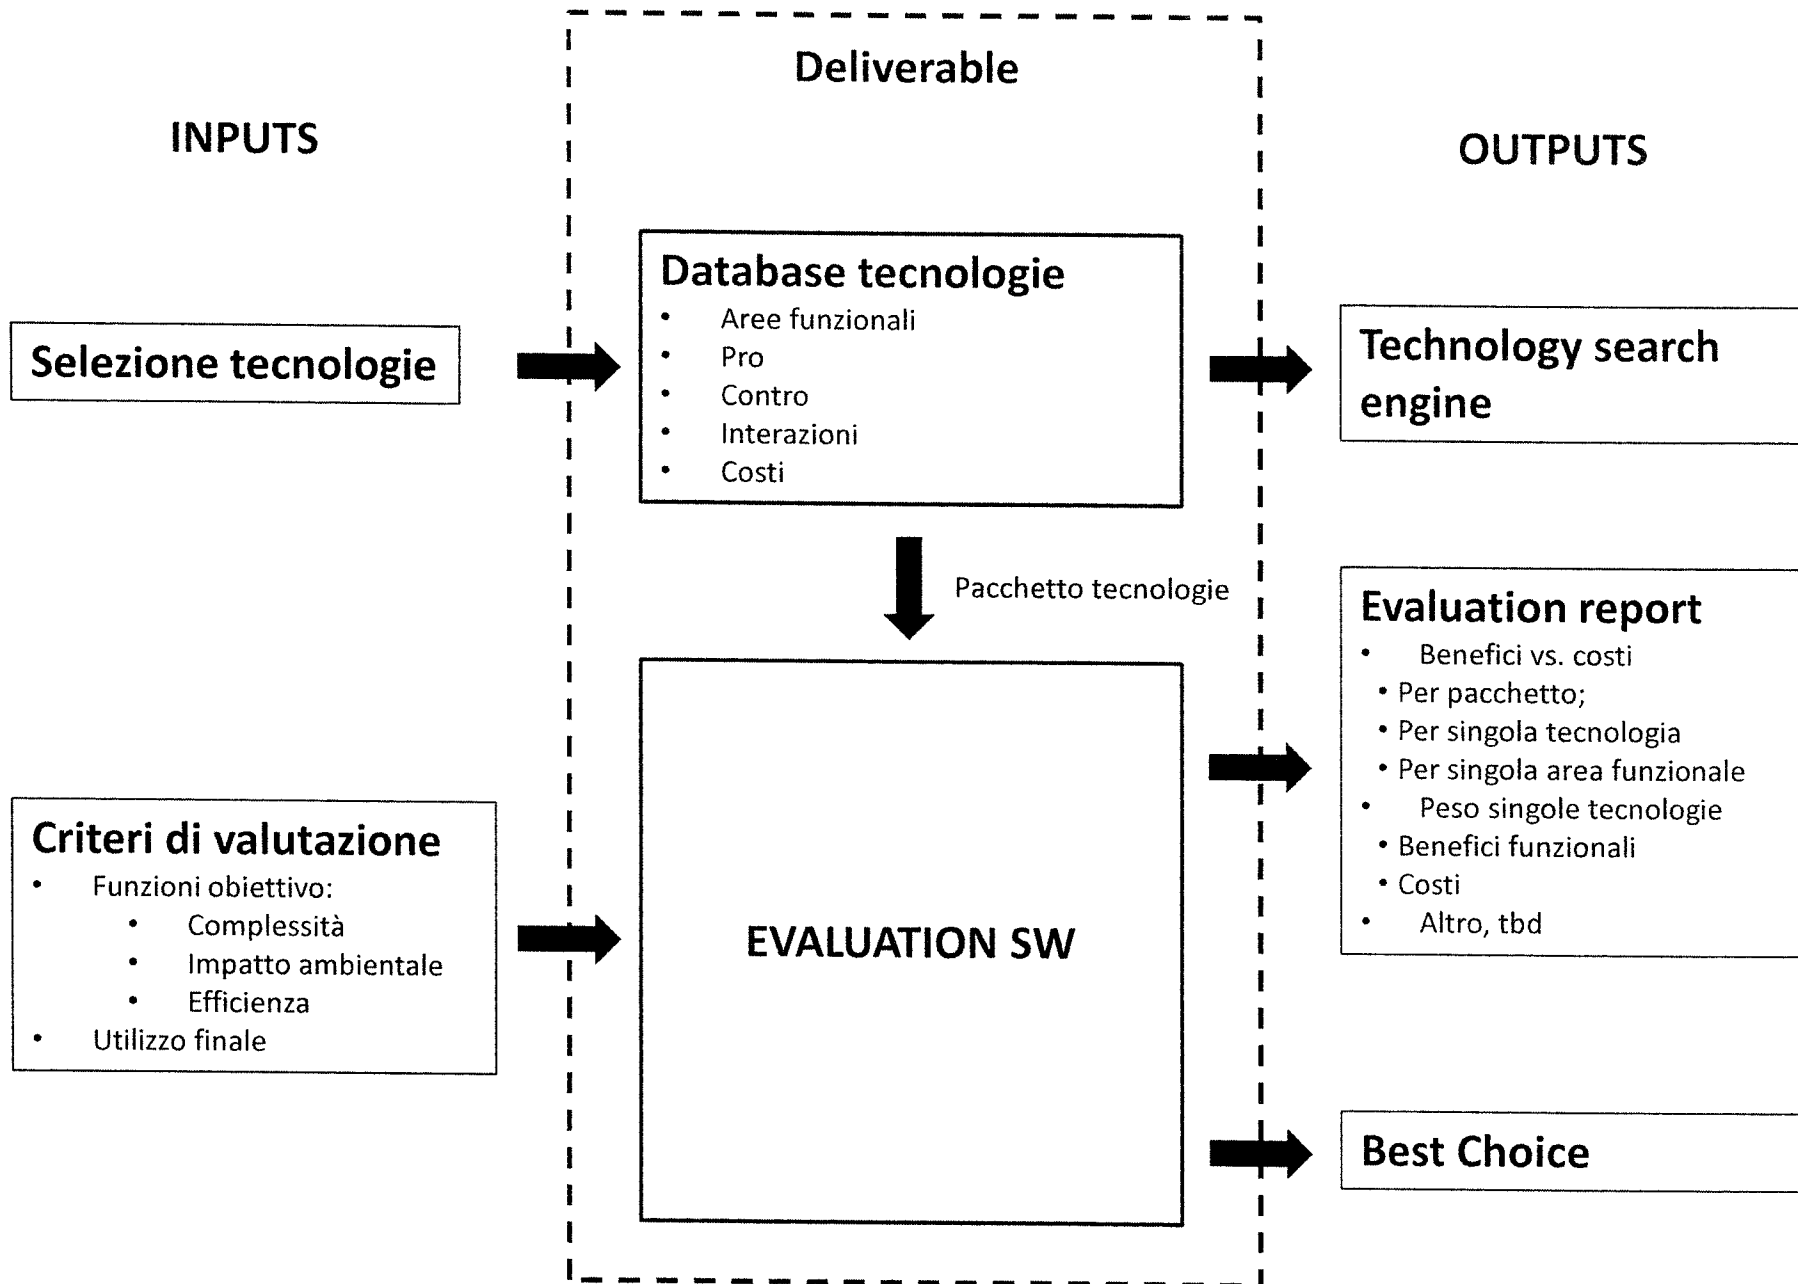 Deliverable
INPUTS
OUTPUTS
Database tecnologie
• Aree funzionali
• Pro
• Contro
• Interazioni
• Costi
Selezione tecnologie
Technology search
engine
Pacchetto tecnologie
Evaluation report
• Benefici vs. costi
• Per pacchetto;
• Per singola tecnologia
• Per singola area funzionale
• Peso singole tecnologie
• Benefici funzionali
• Costi
• Altro, tbd
Criteri di valutazione
• Funzioni obiettivo:
• Complessità
• Impatto ambientale
• Efficienza
• Utilizzo finale
EVALUATION SW
Best Choice